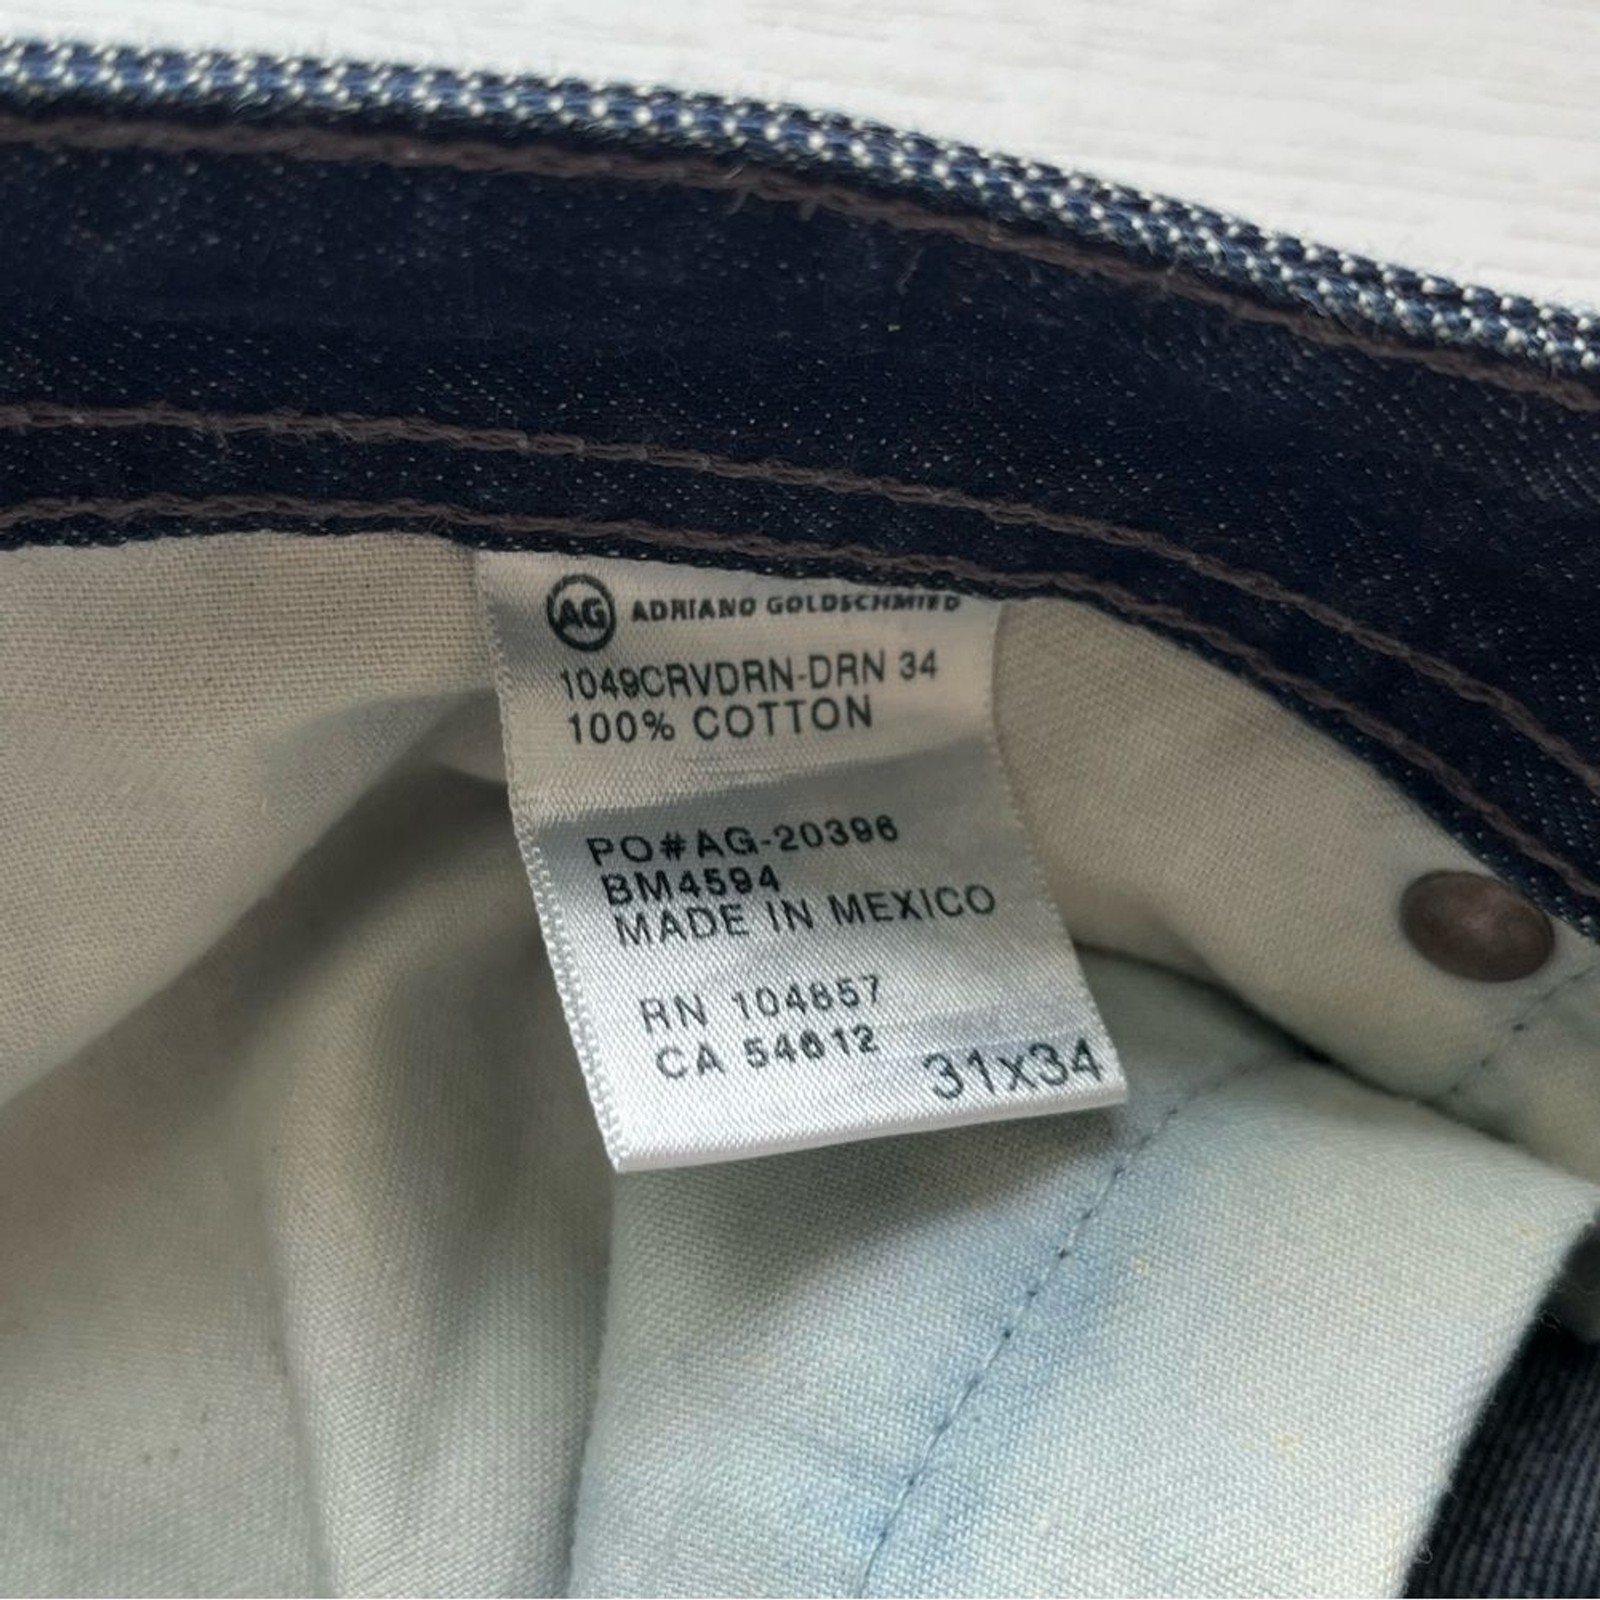 AG ADRIANO GOLDSCHMIED
1049CRVDRN-DRN 34
100% COTTON
PO#AG-20396
BM4594
MADE IN MEXICO
RN 104857
CA 54612
31x34